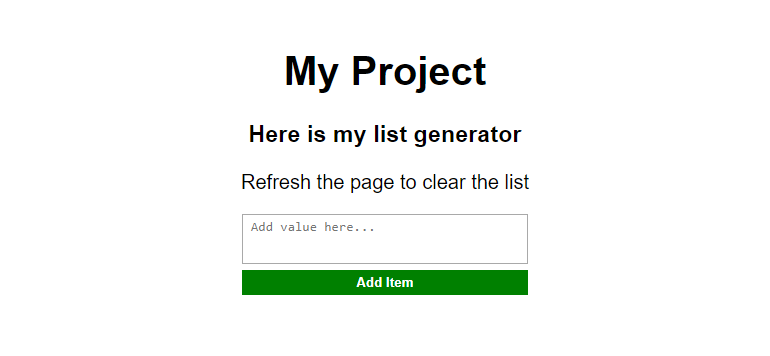 My Project
Here is my list generator
Refresh the page to clear the list
Add value here...
Add Item